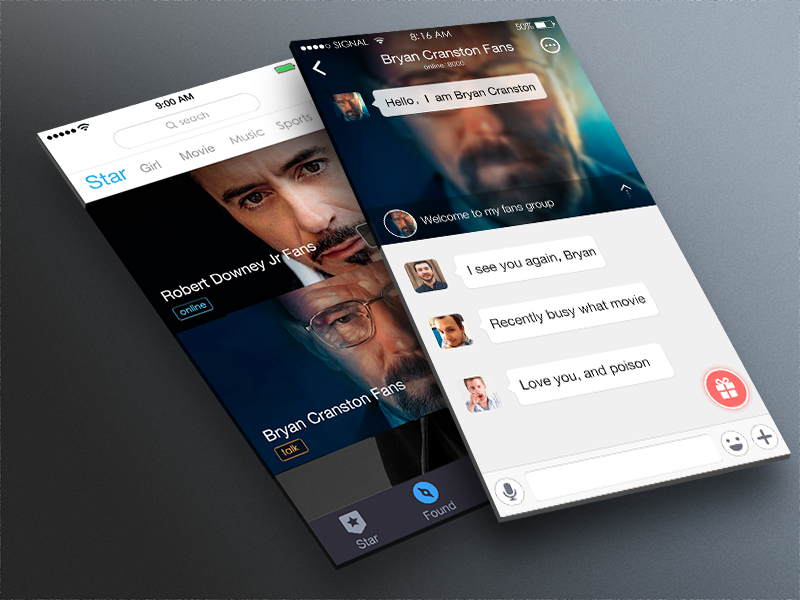 9:00 AM
seach
Star
Girl
Movie
Music
Sports
Robert Downey Jr Fans
online
Bryan Cranston Fans
talk
Star
Found
SIGNAL
8:16 AM
50%
Bryan Cranston Fans
online: 8000
Hello, I am Bryan Cranston
Welcome to my fans group
I see you again, Bryan
Recently busy what movie
Love you, and poison